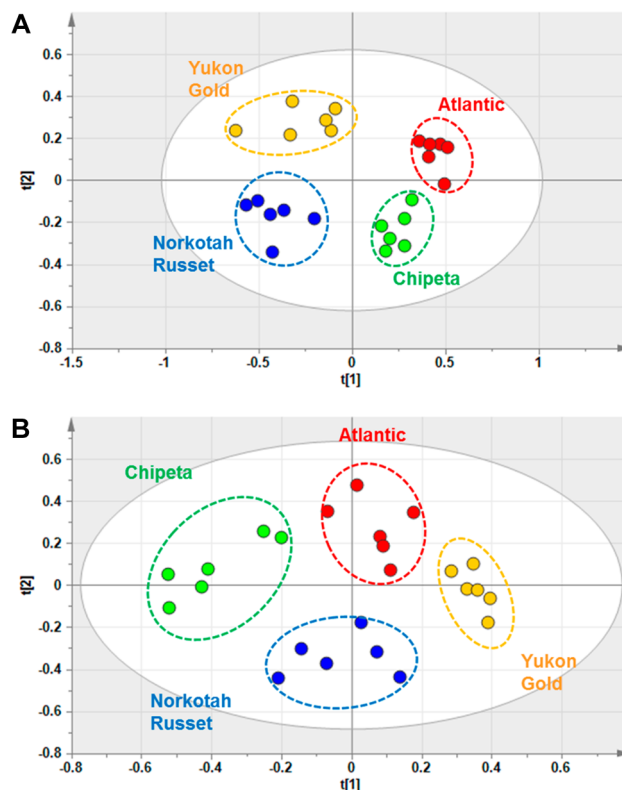 A
Yukon
Gold
Atlantic
Norkotah
Russet
Chipeta
t[2]
0.6
0.4
0.2
0
-0.2
-0.4
-0.6
-0.8
-1.5
-1
-0.5
0
0.5
1
t[1]
B
Atlantic
Chipeta
Norkotah
Russet
Yukon
Gold
t[2]
0.6
0.4
0.2
0
-0.2
-0.4
-0.6
-0.8
-0.8
-0.6
-0.4
-0.2
0
0.2
0.4
0.6
t[1]